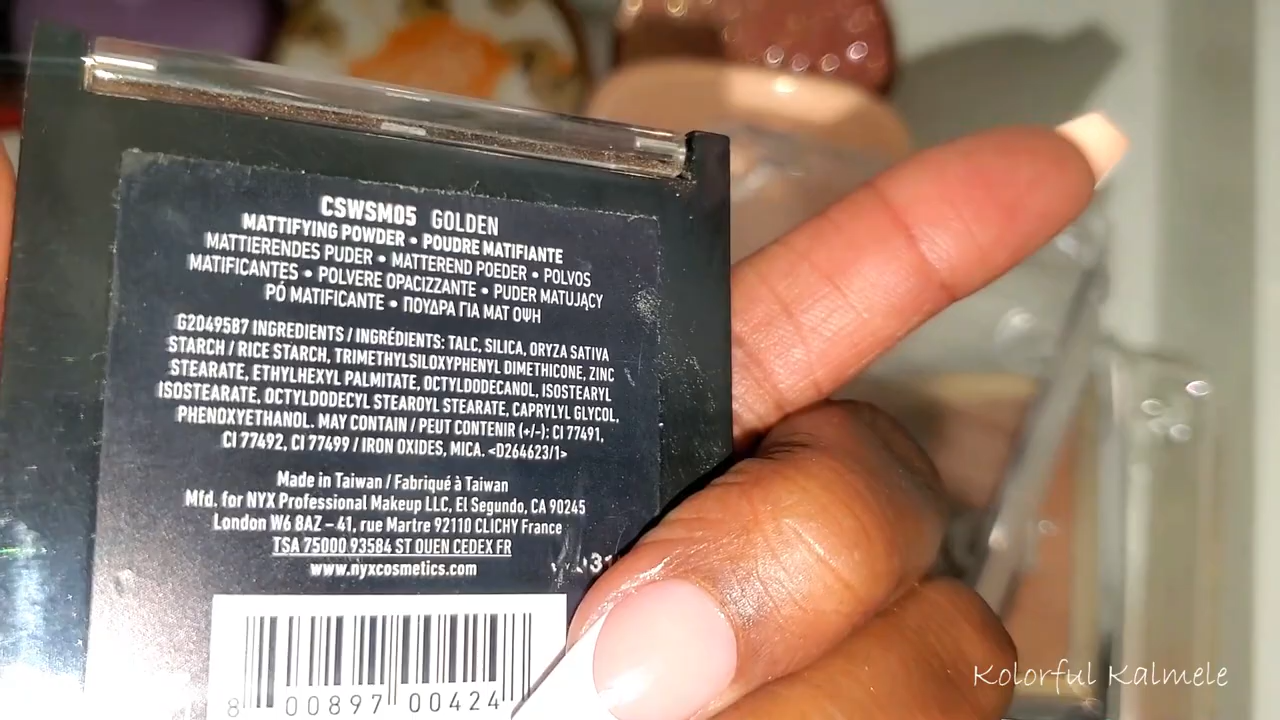 CSWSM05 GOLDEN
MATTIFYING POWDER • POUDRE MATIFIANTE
MATTIERENDES PUDER • MATTEREND POEDER • POLVOS
MATIFICANTES • POLVERE OPACIZZANTE • PUDER MATUJĄCY
PÓ MATIFICANTE • ΠΟΥΔΡΑ ΓΙΑ ΜΑΤ ΟΨΗ
G2049587 INGREDIENTS / INGRÉDIENTS: TALC, SILICA, ORYZA SATIVA
STARCH / RICE STARCH, TRIMETHYLSILOXYPHENYL DIMETHICONE, ZINC
STEARATE, ETHYLHEXYL PALMITATE, OCTYLDODECANOL, ISOSTEARYL
ISOSTEARATE, OCTYLDODECYL STEAROYL STEARATE, CAPRYLYL GLYCOL,
PHENOXYETHANOL. MAY CONTAIN / PEUT CONTENIR (+/-): CI 77491,
CI 77492, CI 77499 / IRON OXIDES, MICA. <D264623/1>
Made in Taiwan / Fabriqué à Taiwan
Mfd. for NYX Professional Makeup LLC, El Segundo, CA 90245
London W6 8AZ – 41, rue Martre 92110 CLICHY France
TSA 75000 93584 ST OUEN CEDEX FR
www.nyxcosmetics.com
8 00897 00424
Kolorful Kalmele